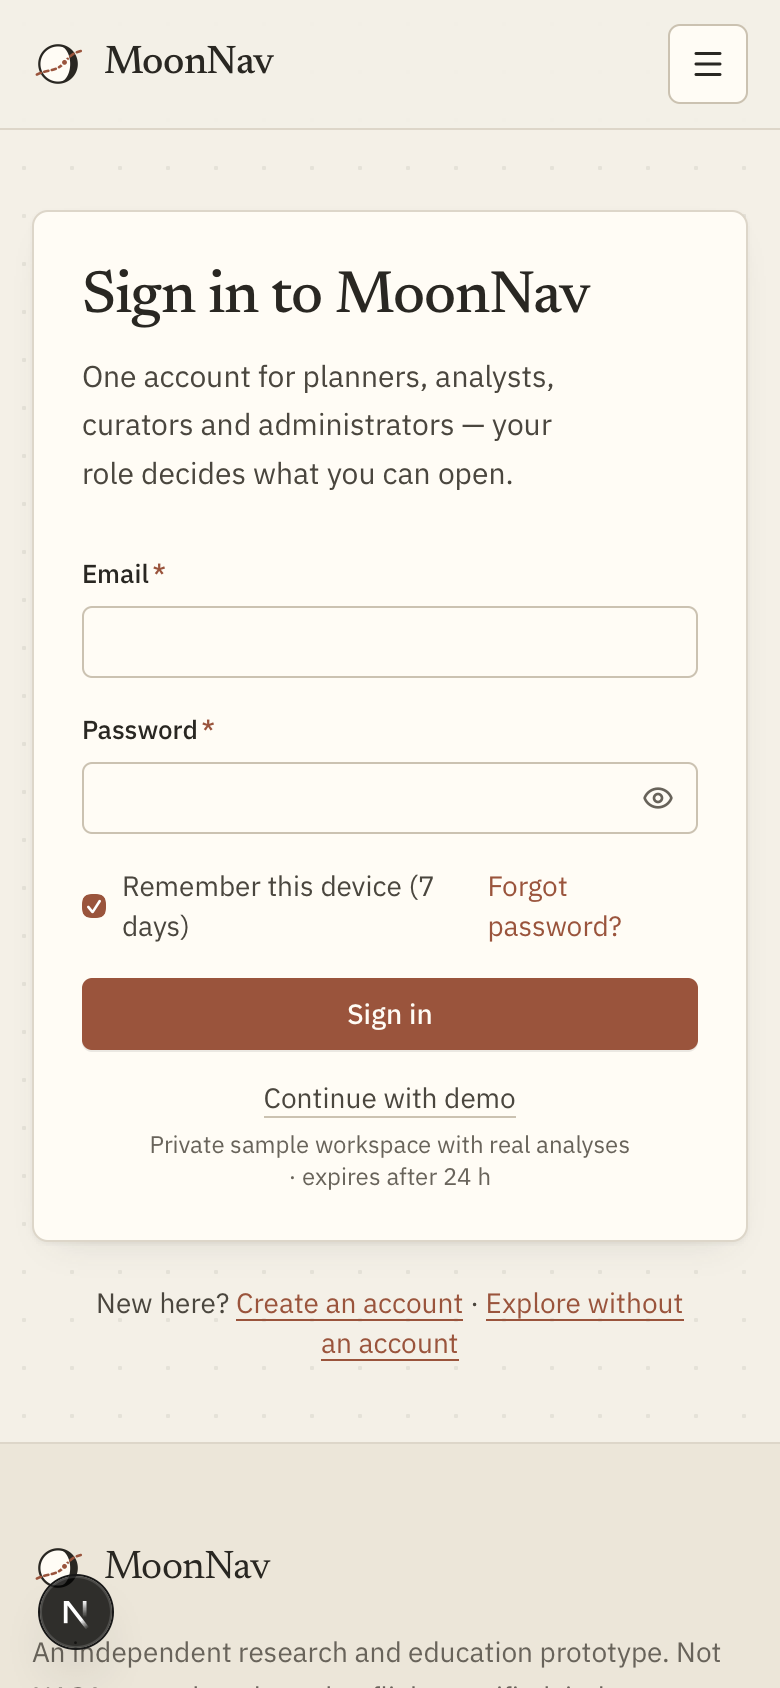 MoonNav
Sign in to MoonNav
One account for planners, analysts,
curators and administrators — your
role decides what you can open.
Email *
Password *
Remember this device (7
days)
Forgot
password?
Sign in
Continue with demo
Private sample workspace with real analyses
· expires after 24 h
New here? Create an account · Explore without
an account
MoonNav
N
An independent research and education prototype. Not